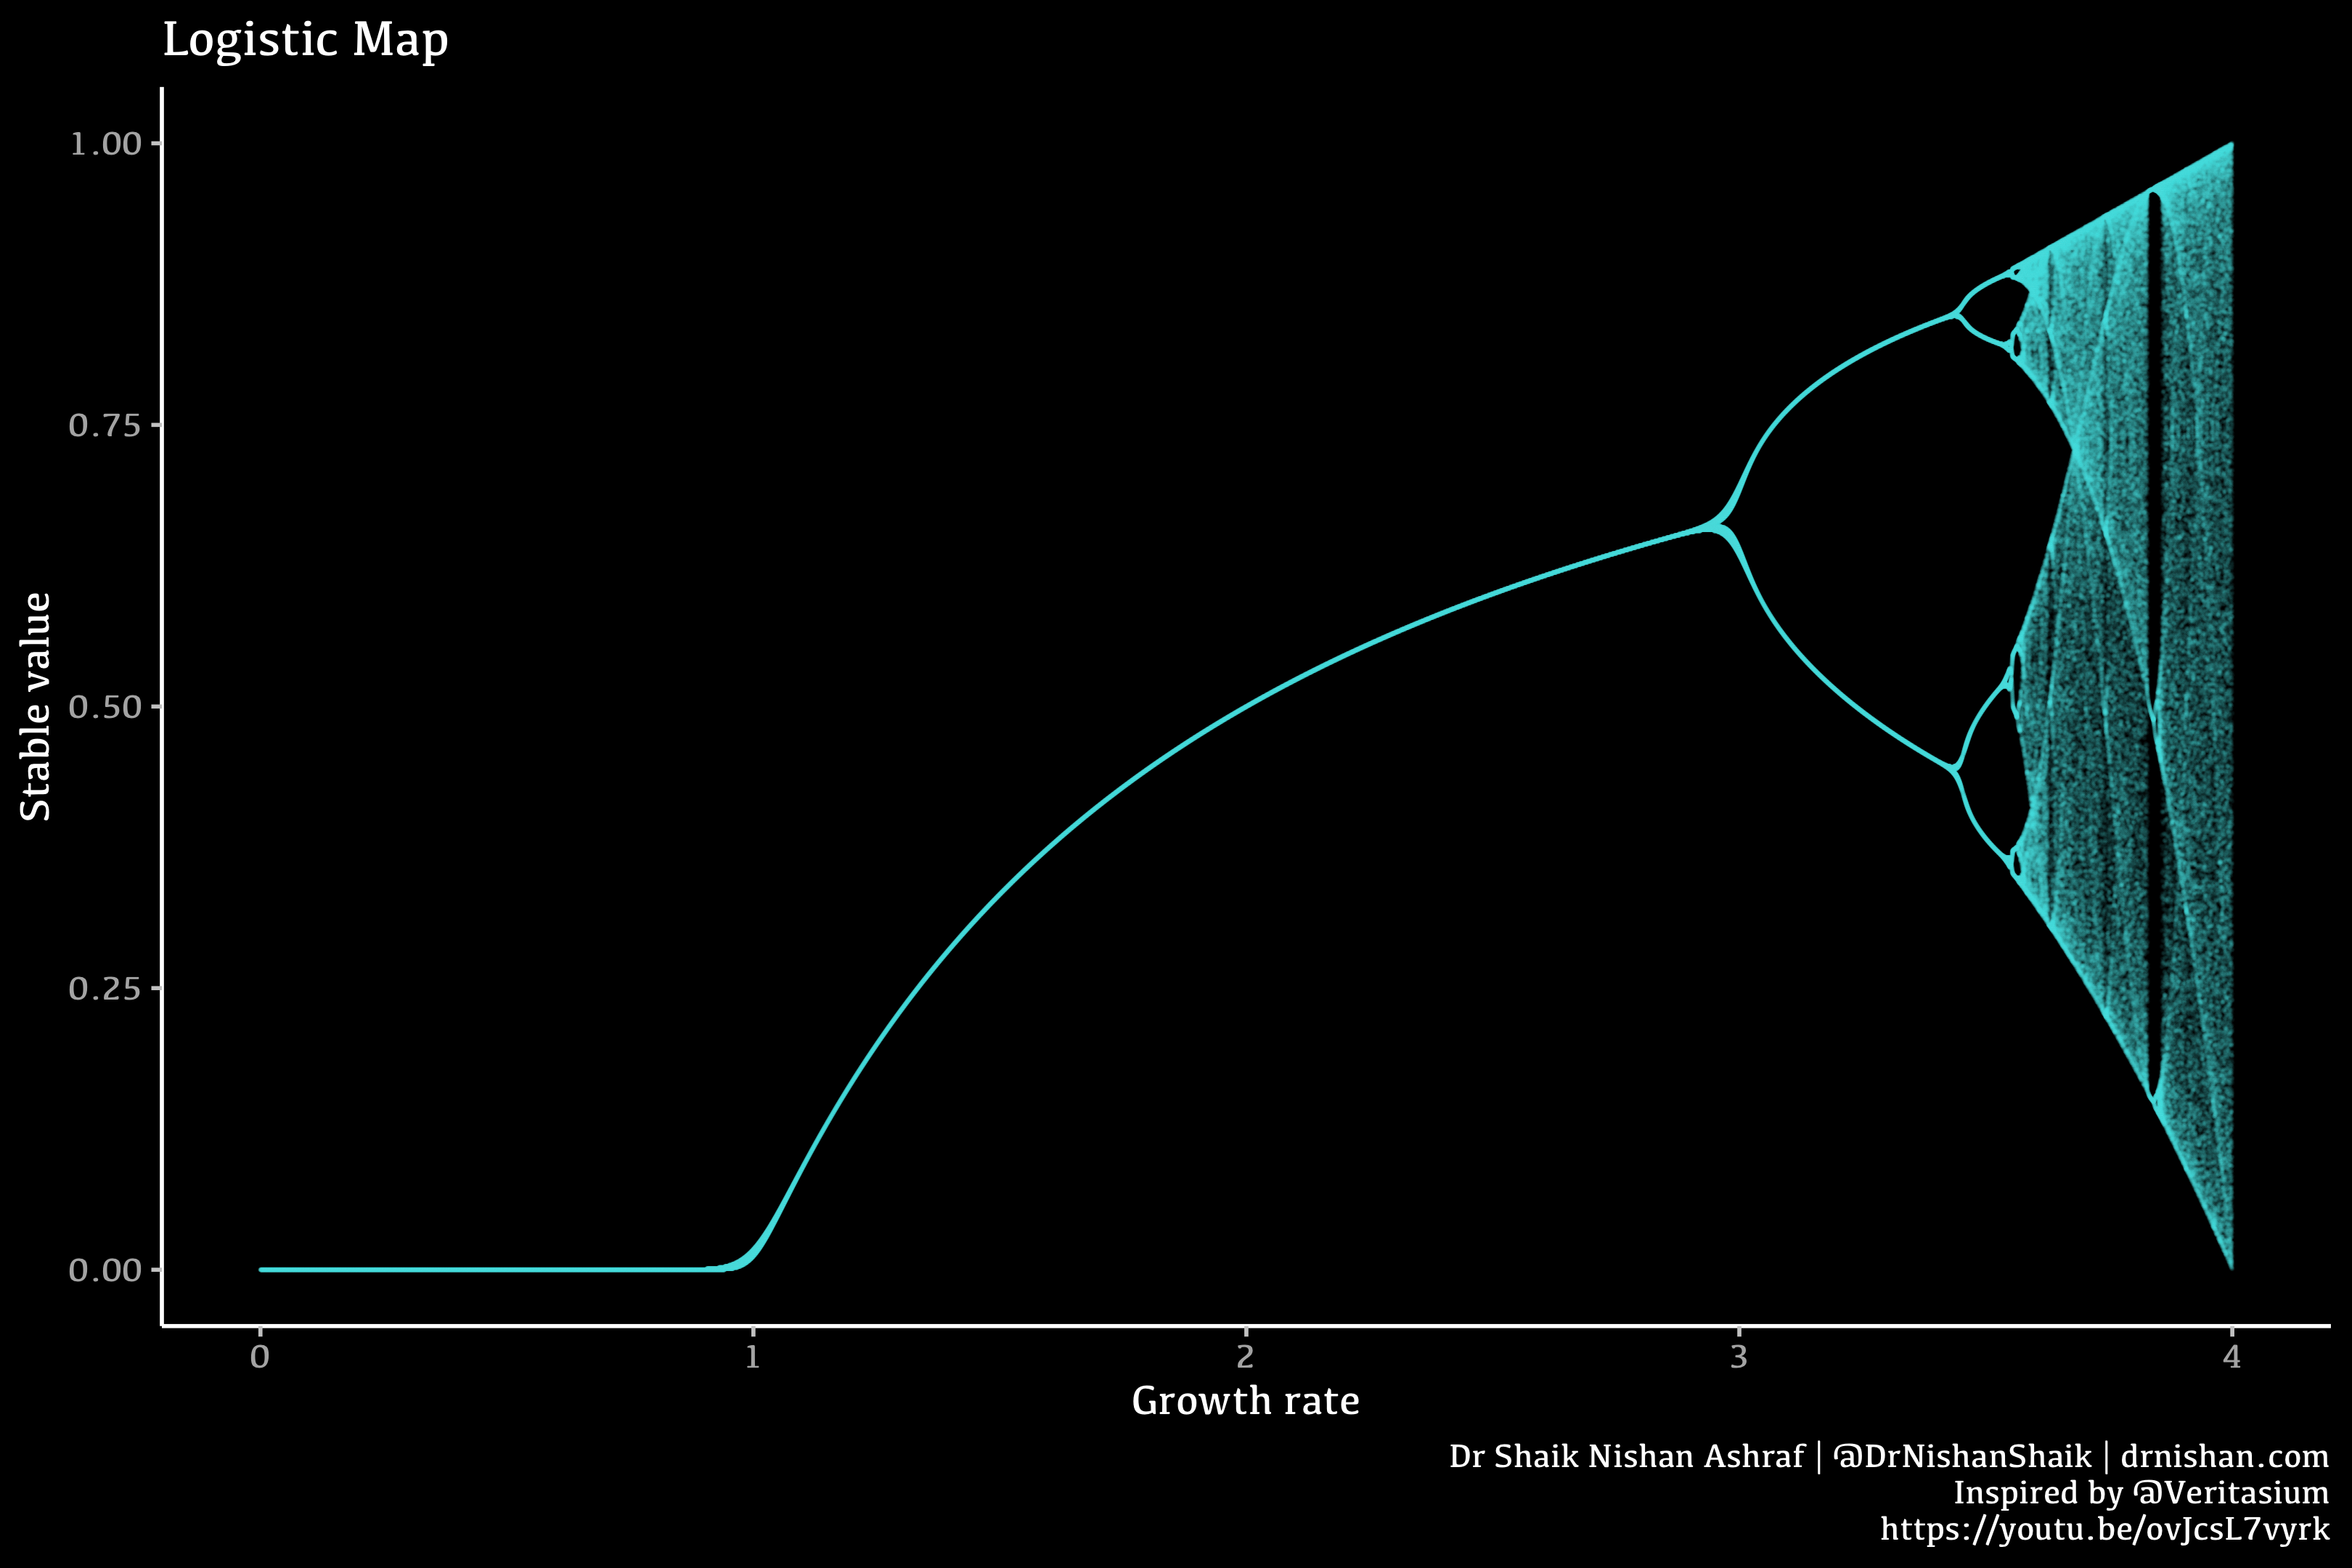 Logistic Map
1.00
0.75
0.50
0.25
0.00
Stable value
0 1 2 3 4
Growth rate
Dr Shaik Nishan Ashraf | @DrNishanShaik | drnishan.com
Inspired by @Veritasium
https://youtu.be/ovJcsL7vyrk